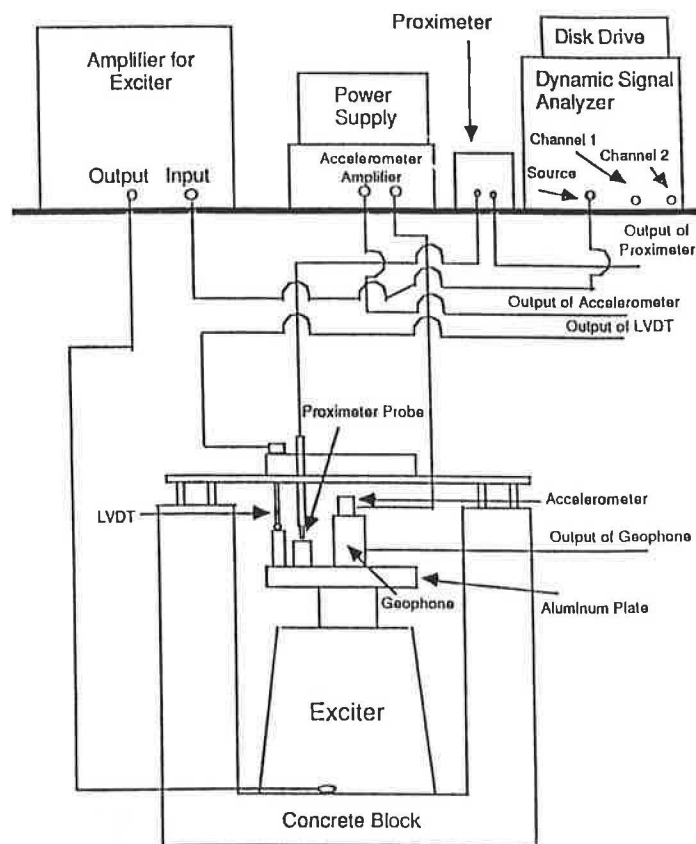 Proximeter
Disk Drive
Amplifier for
Exciter
Dynamic Signal
Analyzer
Power
Supply
Channel 1
Channel 2
Accelerometer
Amplifier
Source
Output
Input
Output of
Proximeter
Output of Accelerometer
Output of LVDT
Proximeter Probe
Accelerometer
LVDT
Output of Geophone
Geophone
Aluminum Plate
Exciter
Concrete Block